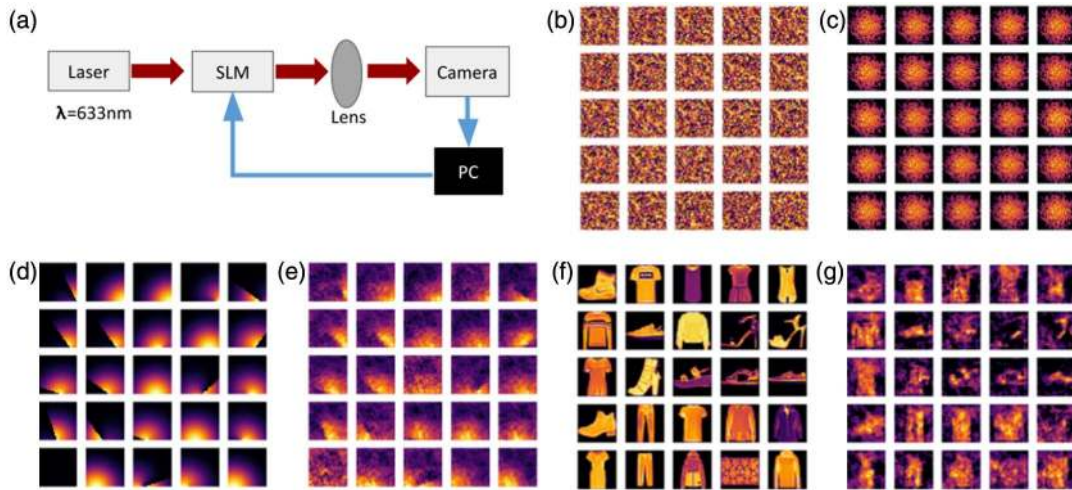 (a)
Laser
SLM
Camera
λ=633nm
Lens
PC
(b)
(c)
(d)
(e)
(f)
(g)